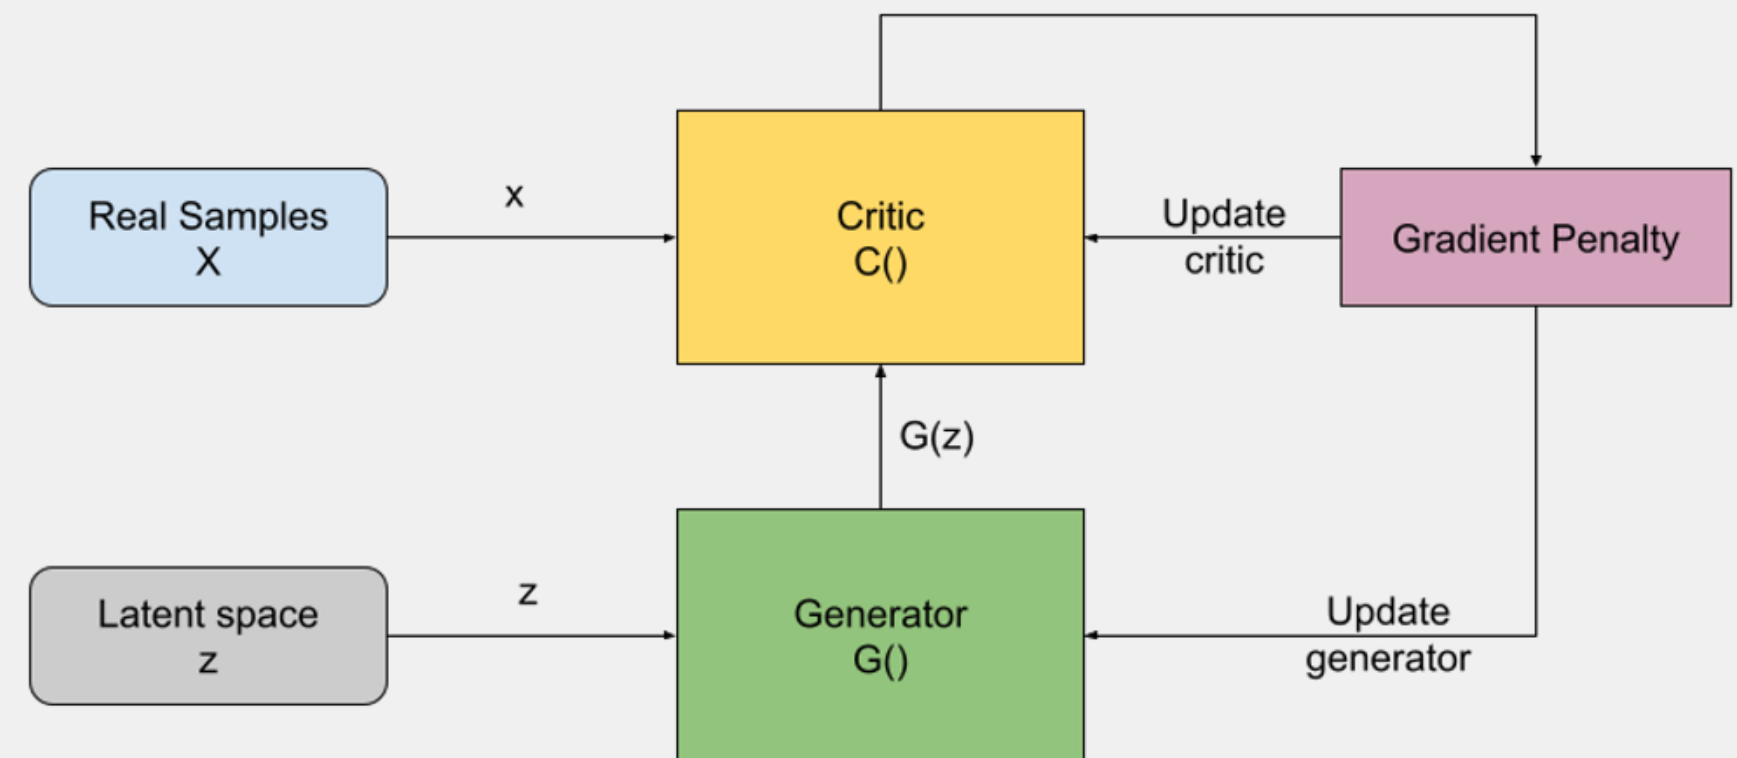 Real Samples
X
x
Critic
C()
Update
critic
Gradient Penalty
G(z)
Latent space
z
z
Generator
G()
Update
generator